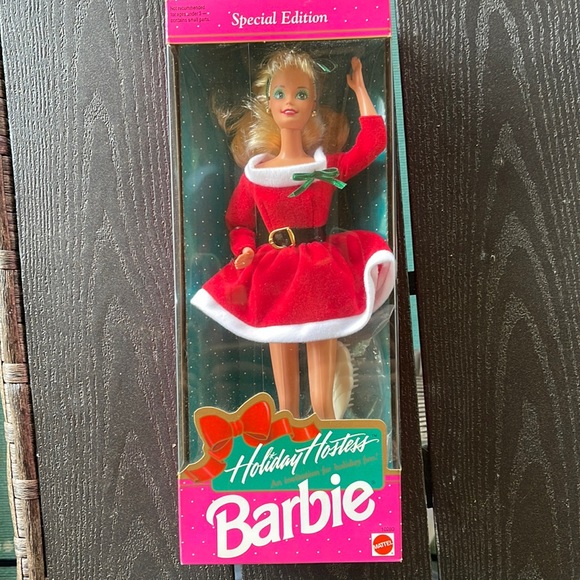 Special Edition
Holiday Hostess
An invitation for holiday fun!
Barbie
MATTEL